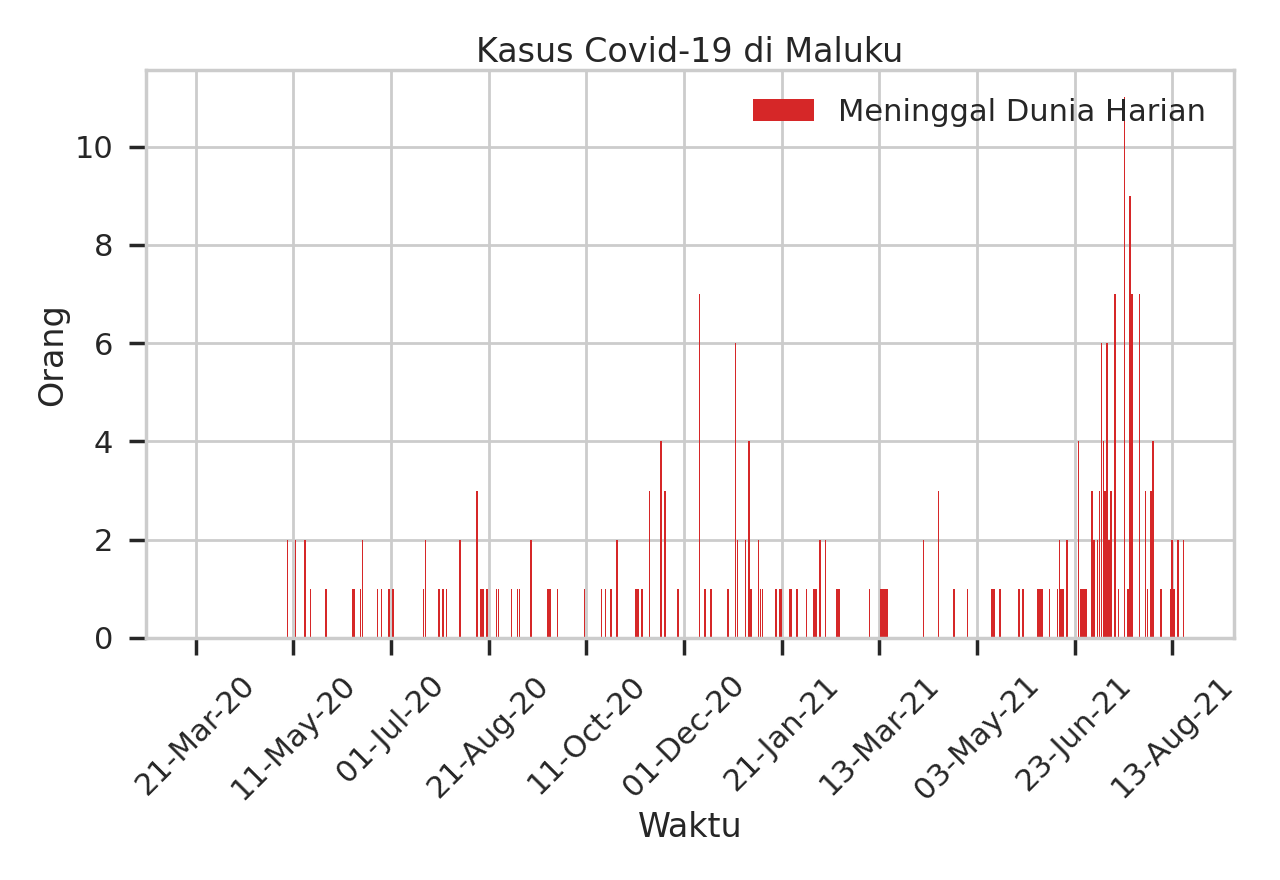 Kasus Covid-19 di Maluku
Meninggal Dunia Harian
Orang
10
8
6
4
2
0
21-Mar-20
11-May-20
01-Jul-20
21-Aug-20
11-Oct-20
01-Dec-20
21-Jan-21
13-Mar-21
03-May-21
23-Jun-21
13-Aug-21
Waktu